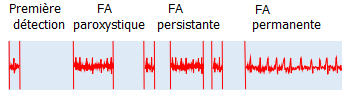 Première FA FA FA
détection paroxystique persistante permanente